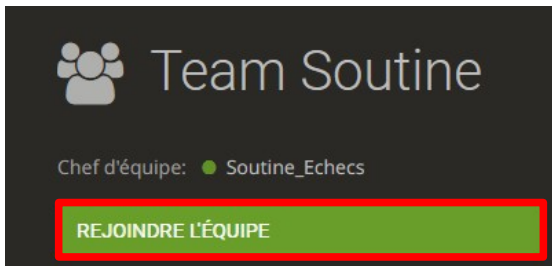 Team Soutine
Chef d'équipe: Soutine_Echecs
REJOINDRE L'ÉQUIPE